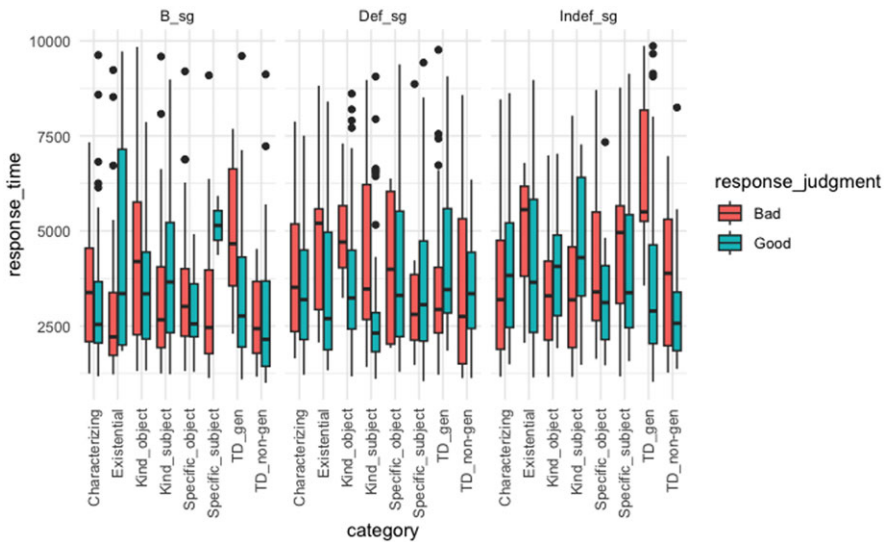 B_sg Def_sg Indef_sg
10000
7500
5000
2500
response_time
Characterizing
Existential
Kind_object
Kind_subject
Specific_object
Specific_subject
TD_gen
TD_non-gen
Characterizing
Existential
Kind_object
Kind_subject
Specific_object
Specific_subject
TD_gen
TD_non-gen
Characterizing
Existential
Kind_object
Kind_subject
Specific_object
Specific_subject
TD_gen
TD_non-gen
category
response_judgment
Bad
Good